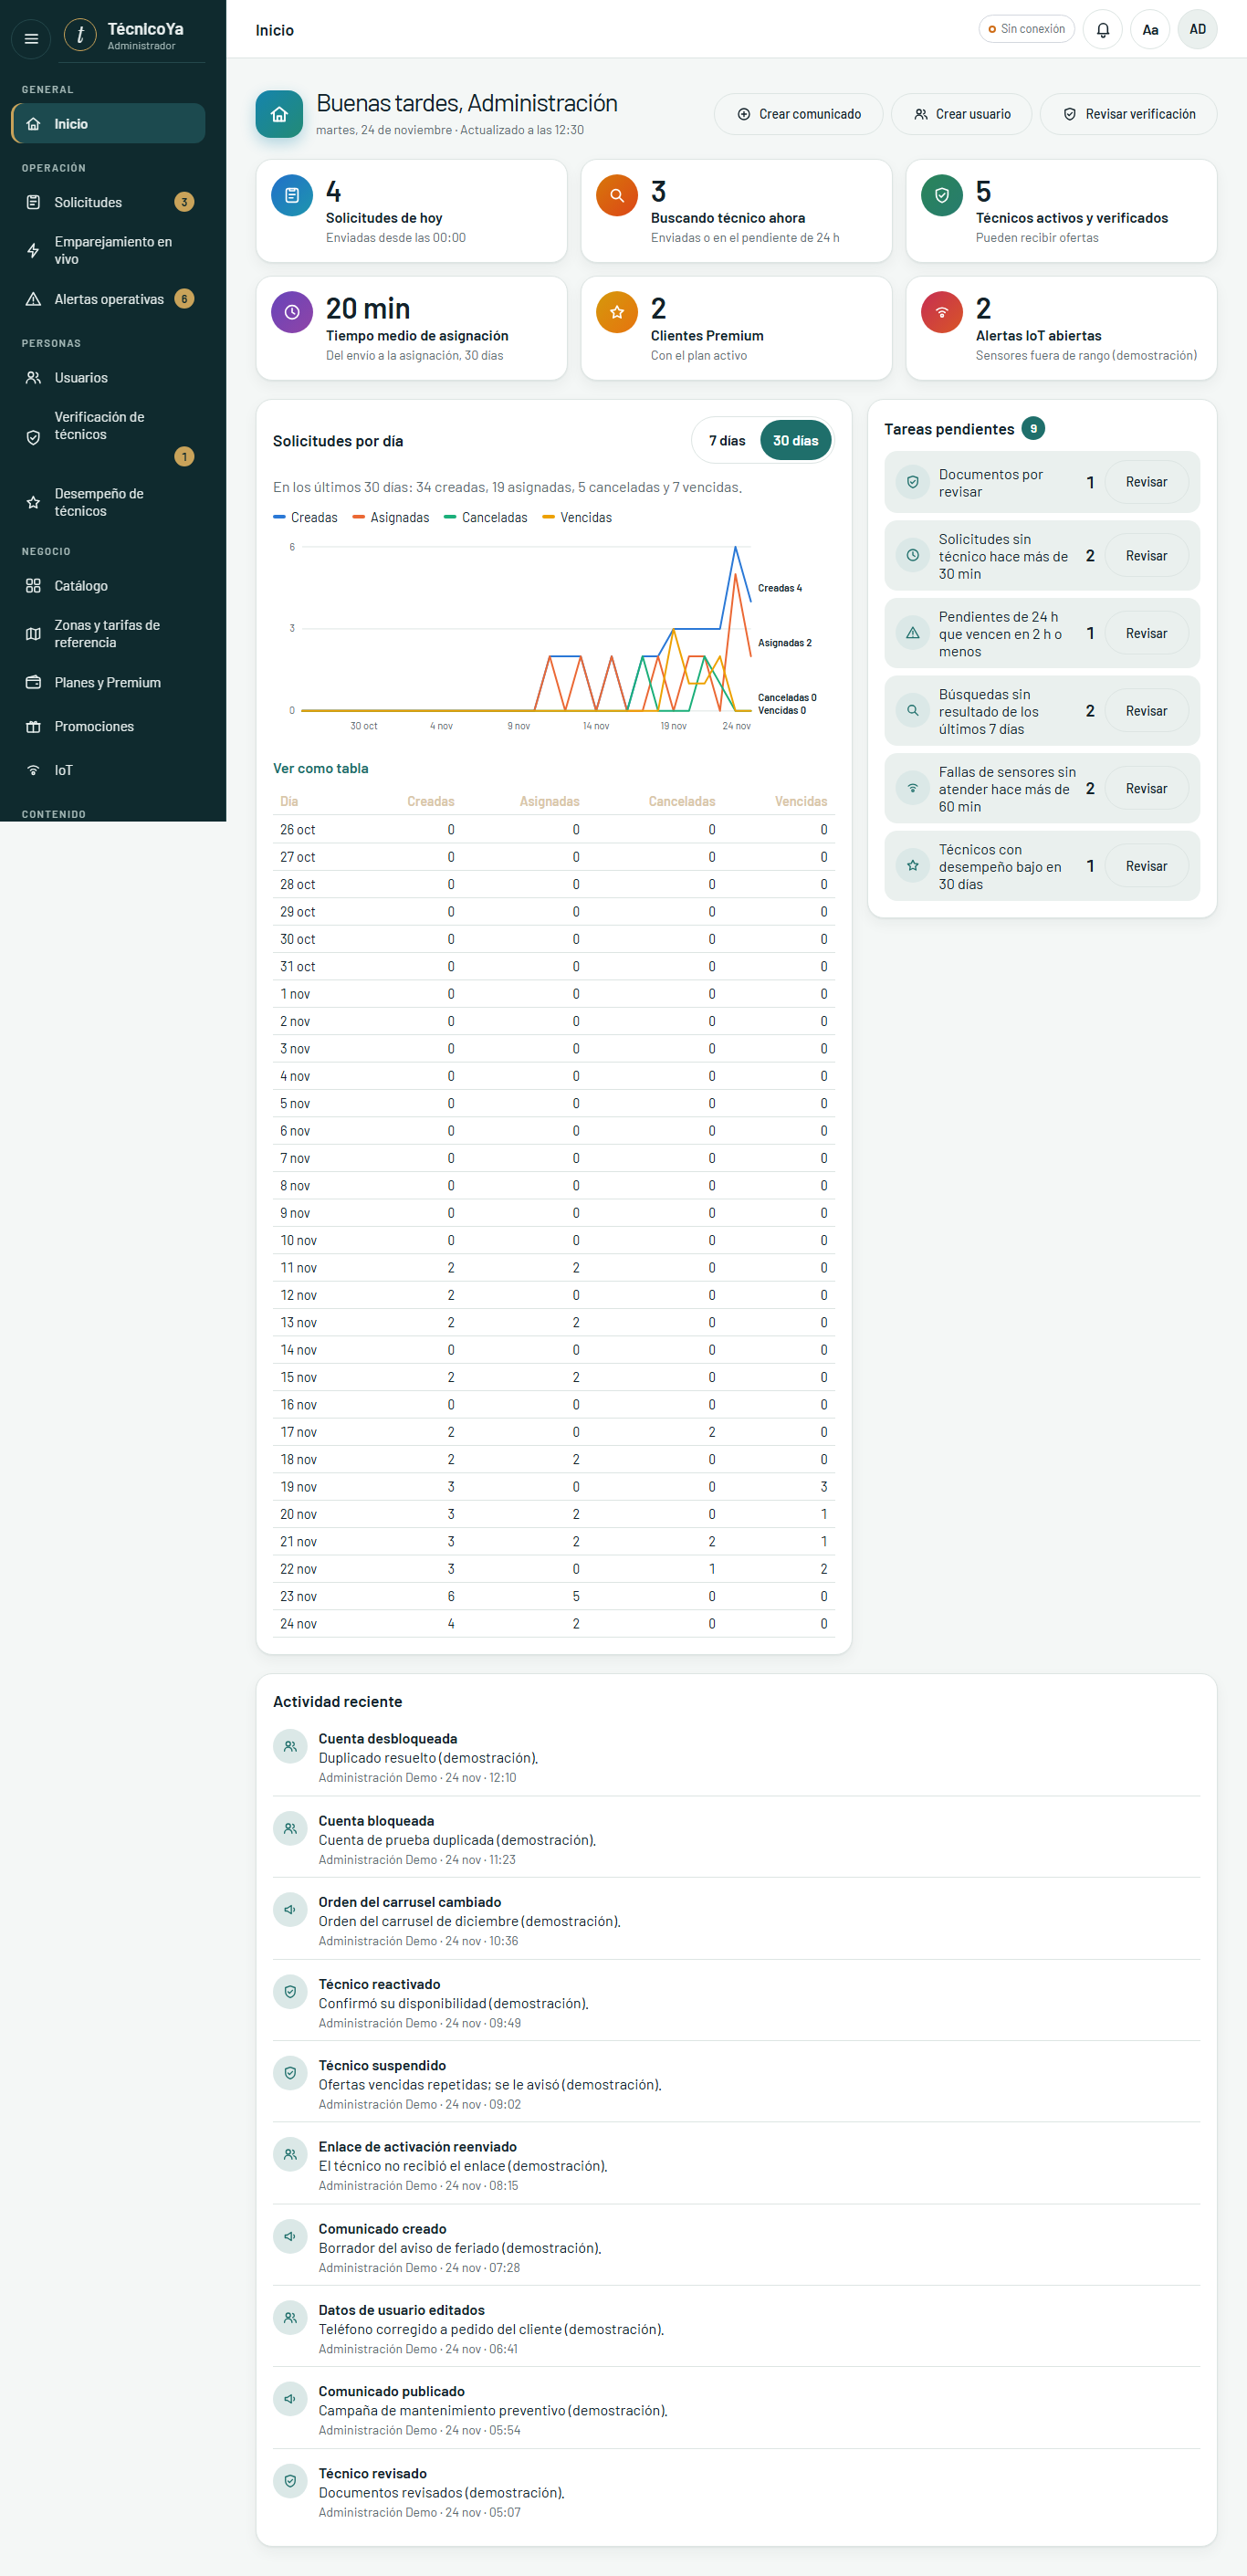 t
TécnicoYa
Administrador
GENERAL
Inicio
OPERACIÓN
Solicitudes 3
Emparejamiento en
vivo
Alertas operativas 6
PERSONAS
Usuarios
Verificación de
técnicos
1
Desempeño de
técnicos
NEGOCIO
Catálogo
Zonas y tarifas de
referencia
Planes y Premium
Promociones
IoT
CONTENIDO
Inicio
Sin conexión
Aa
AD
Buenas tardes, Administración
martes, 24 de noviembre · Actualizado a las 12:30
Crear comunicado
Crear usuario
Revisar verificación
4
Solicitudes de hoy
Enviadas desde las 00:00
3
Buscando técnico ahora
Enviadas o en el pendiente de 24 h
5
Técnicos activos y verificados
Pueden recibir ofertas
20 min
Tiempo medio de asignación
Del envío a la asignación, 30 días
2
Clientes Premium
Con el plan activo
2
Alertas IoT abiertas
Sensores fuera de rango (demostración)
Solicitudes por día
7 días
30 días
En los últimos 30 días: 34 creadas, 19 asignadas, 5 canceladas y 7 vencidas.
Creadas Asignadas Canceladas Vencidas
6
3
0
30 oct 4 nov 9 nov 14 nov 19 nov 24 nov
Creadas 4
Asignadas 2
Canceladas 0
Vencidas 0
Ver como tabla
Día Creadas Asignadas Canceladas Vencidas
26 oct 0 0 0 0
27 oct 0 0 0 0
28 oct 0 0 0 0
29 oct 0 0 0 0
30 oct 0 0 0 0
31 oct 0 0 0 0
1 nov 0 0 0 0
2 nov 0 0 0 0
3 nov 0 0 0 0
4 nov 0 0 0 0
5 nov 0 0 0 0
6 nov 0 0 0 0
7 nov 0 0 0 0
8 nov 0 0 0 0
9 nov 0 0 0 0
10 nov 0 0 0 0
11 nov 2 2 0 0
12 nov 2 0 0 0
13 nov 2 2 0 0
14 nov 0 0 0 0
15 nov 2 2 0 0
16 nov 0 0 0 0
17 nov 2 0 2 0
18 nov 2 2 0 0
19 nov 3 0 0 3
20 nov 3 2 0 1
21 nov 3 2 2 1
22 nov 3 0 1 2
23 nov 6 5 0 0
24 nov 4 2 0 0
Tareas pendientes 9
Documentos por
revisar
1 Revisar
Solicitudes sin
técnico hace más de
30 min
2 Revisar
Pendientes de 24 h
que vencen en 2 h o
menos
1 Revisar
Búsquedas sin
resultado de los
últimos 7 días
2 Revisar
Fallas de sensores sin
atender hace más de
60 min
2 Revisar
Técnicos con
desempeño bajo en
30 días
1 Revisar
Actividad reciente
Cuenta desbloqueada
Duplicado resuelto (demostración).
Administración Demo · 24 nov · 12:10
Cuenta bloqueada
Cuenta de prueba duplicada (demostración).
Administración Demo · 24 nov · 11:23
Orden del carrusel cambiado
Orden del carrusel de diciembre (demostración).
Administración Demo · 24 nov · 10:36
Técnico reactivado
Confirmó su disponibilidad (demostración).
Administración Demo · 24 nov · 09:49
Técnico suspendido
Ofertas vencidas repetidas; se le avisó (demostración).
Administración Demo · 24 nov · 09:02
Enlace de activación reenviado
El técnico no recibió el enlace (demostración).
Administración Demo · 24 nov · 08:15
Comunicado creado
Borrador del aviso de feriado (demostración).
Administración Demo · 24 nov · 07:28
Datos de usuario editados
Teléfono corregido a pedido del cliente (demostración).
Administración Demo · 24 nov · 06:41
Comunicado publicado
Campaña de mantenimiento preventivo (demostración).
Administración Demo · 24 nov · 05:54
Técnico revisado
Documentos revisados (demostración).
Administración Demo · 24 nov · 05:07